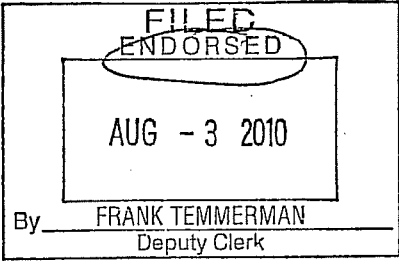 FILED
ENDORSED
AUG - 3 2010
By FRANK TEMMERMAN
Deputy Clerk